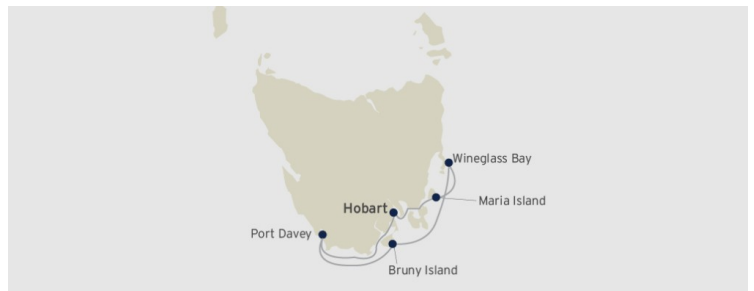 Wineglass Bay
Maria Island
Hobart
Port Davey
Bruny Island